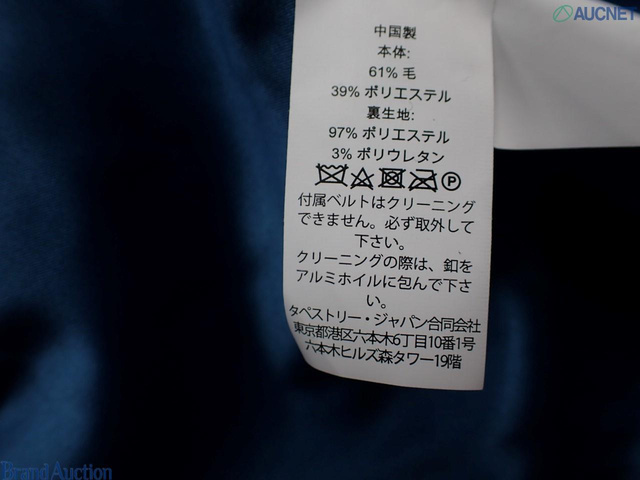 AUCNET
中国製
本体:
61% 毛
39% ポリエステル
裏生地:
97% ポリエステル
3% ポリウレタン
P
付属ベルトはクリーニング
できません。必ず取外して
下さい。
クリーニングの際は、釦を
アルミホイルに包んで下さ
い。
タペストリー・ジャパン合同会社
東京都港区六本木6丁目10番1号
六本木ヒルズ森タワー19階
Brand Auction